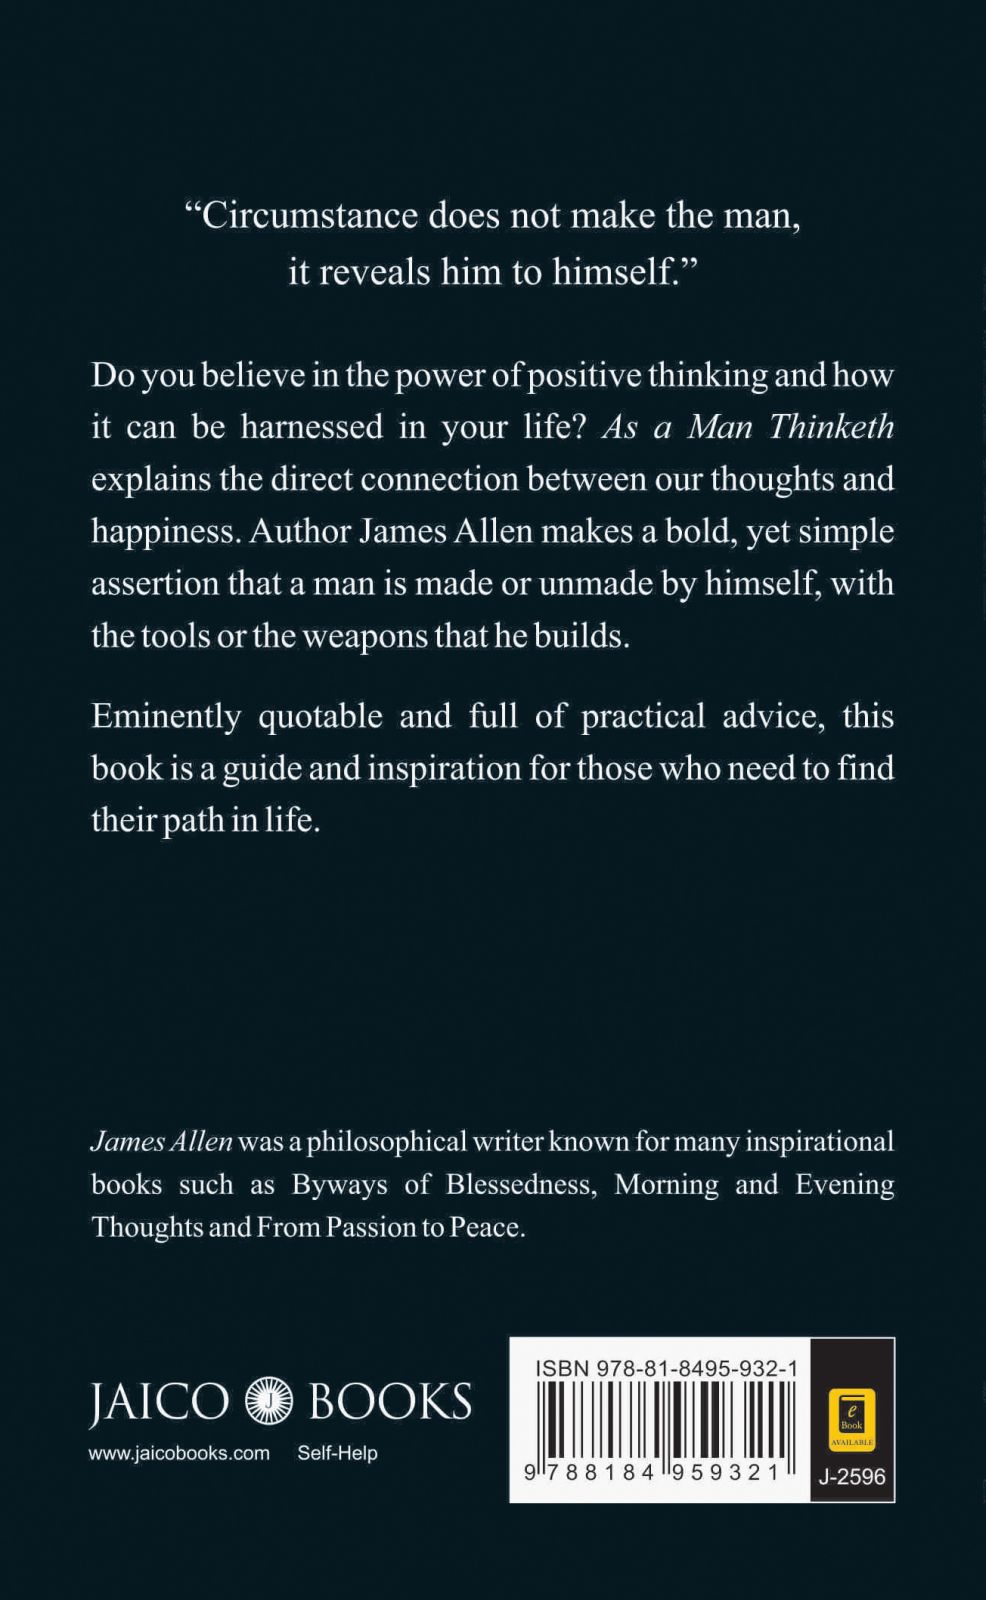 “Circumstance does not make the man,
it reveals him to himself.”
Do you believe in the power of positive thinking and how
it can be harnessed in your life? As a Man Thinketh
explains the direct connection between our thoughts and
happiness. Author James Allen makes a bold, yet simple
assertion that a man is made or unmade by himself, with
the tools or the weapons that he builds.
Eminently quotable and full of practical advice, this
book is a guide and inspiration for those who need to find
their path in life.
James Allen was a philosophical writer known for many inspirational
books such as Byways of Blessedness, Morning and Evening
Thoughts and From Passion to Peace.
JAICO J BOOKS
www.jaicobooks.com Self-Help
ISBN 978-81-8495-932-1
9 788184 959321
e
Book
AVAILABLE
J-2596